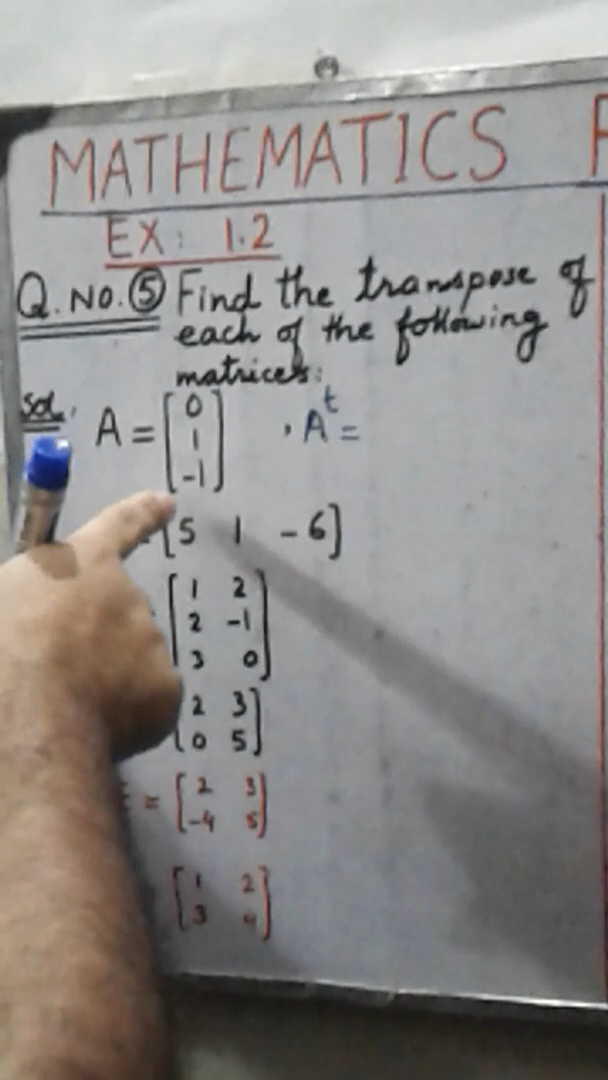 MATHEMATICS
EX: 1.2
Q. NO. ⑤ Find the transpose of
each of the following
matrices:
Sol,
A = [0 1 -1] , Aᵗ =
= [5 1 -6]
[1 2
2 -1
3 0]
[2 3
0 5]
E = [2 3
-4 5]
[1 2
3 4]